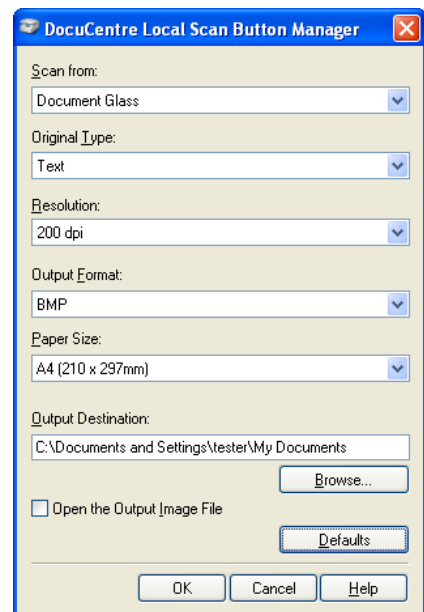 DocuCentre Local Scan Button Manager
Scan from:
Document Glass
Original Type:
Text
Resolution:
200 dpi
Output Format:
BMP
Paper Size:
A4 (210 x 297mm)
Output Destination:
C:\Documents and Settings\tester\My Documents
Browse...
Open the Output Image File
Defaults
OK Cancel Help